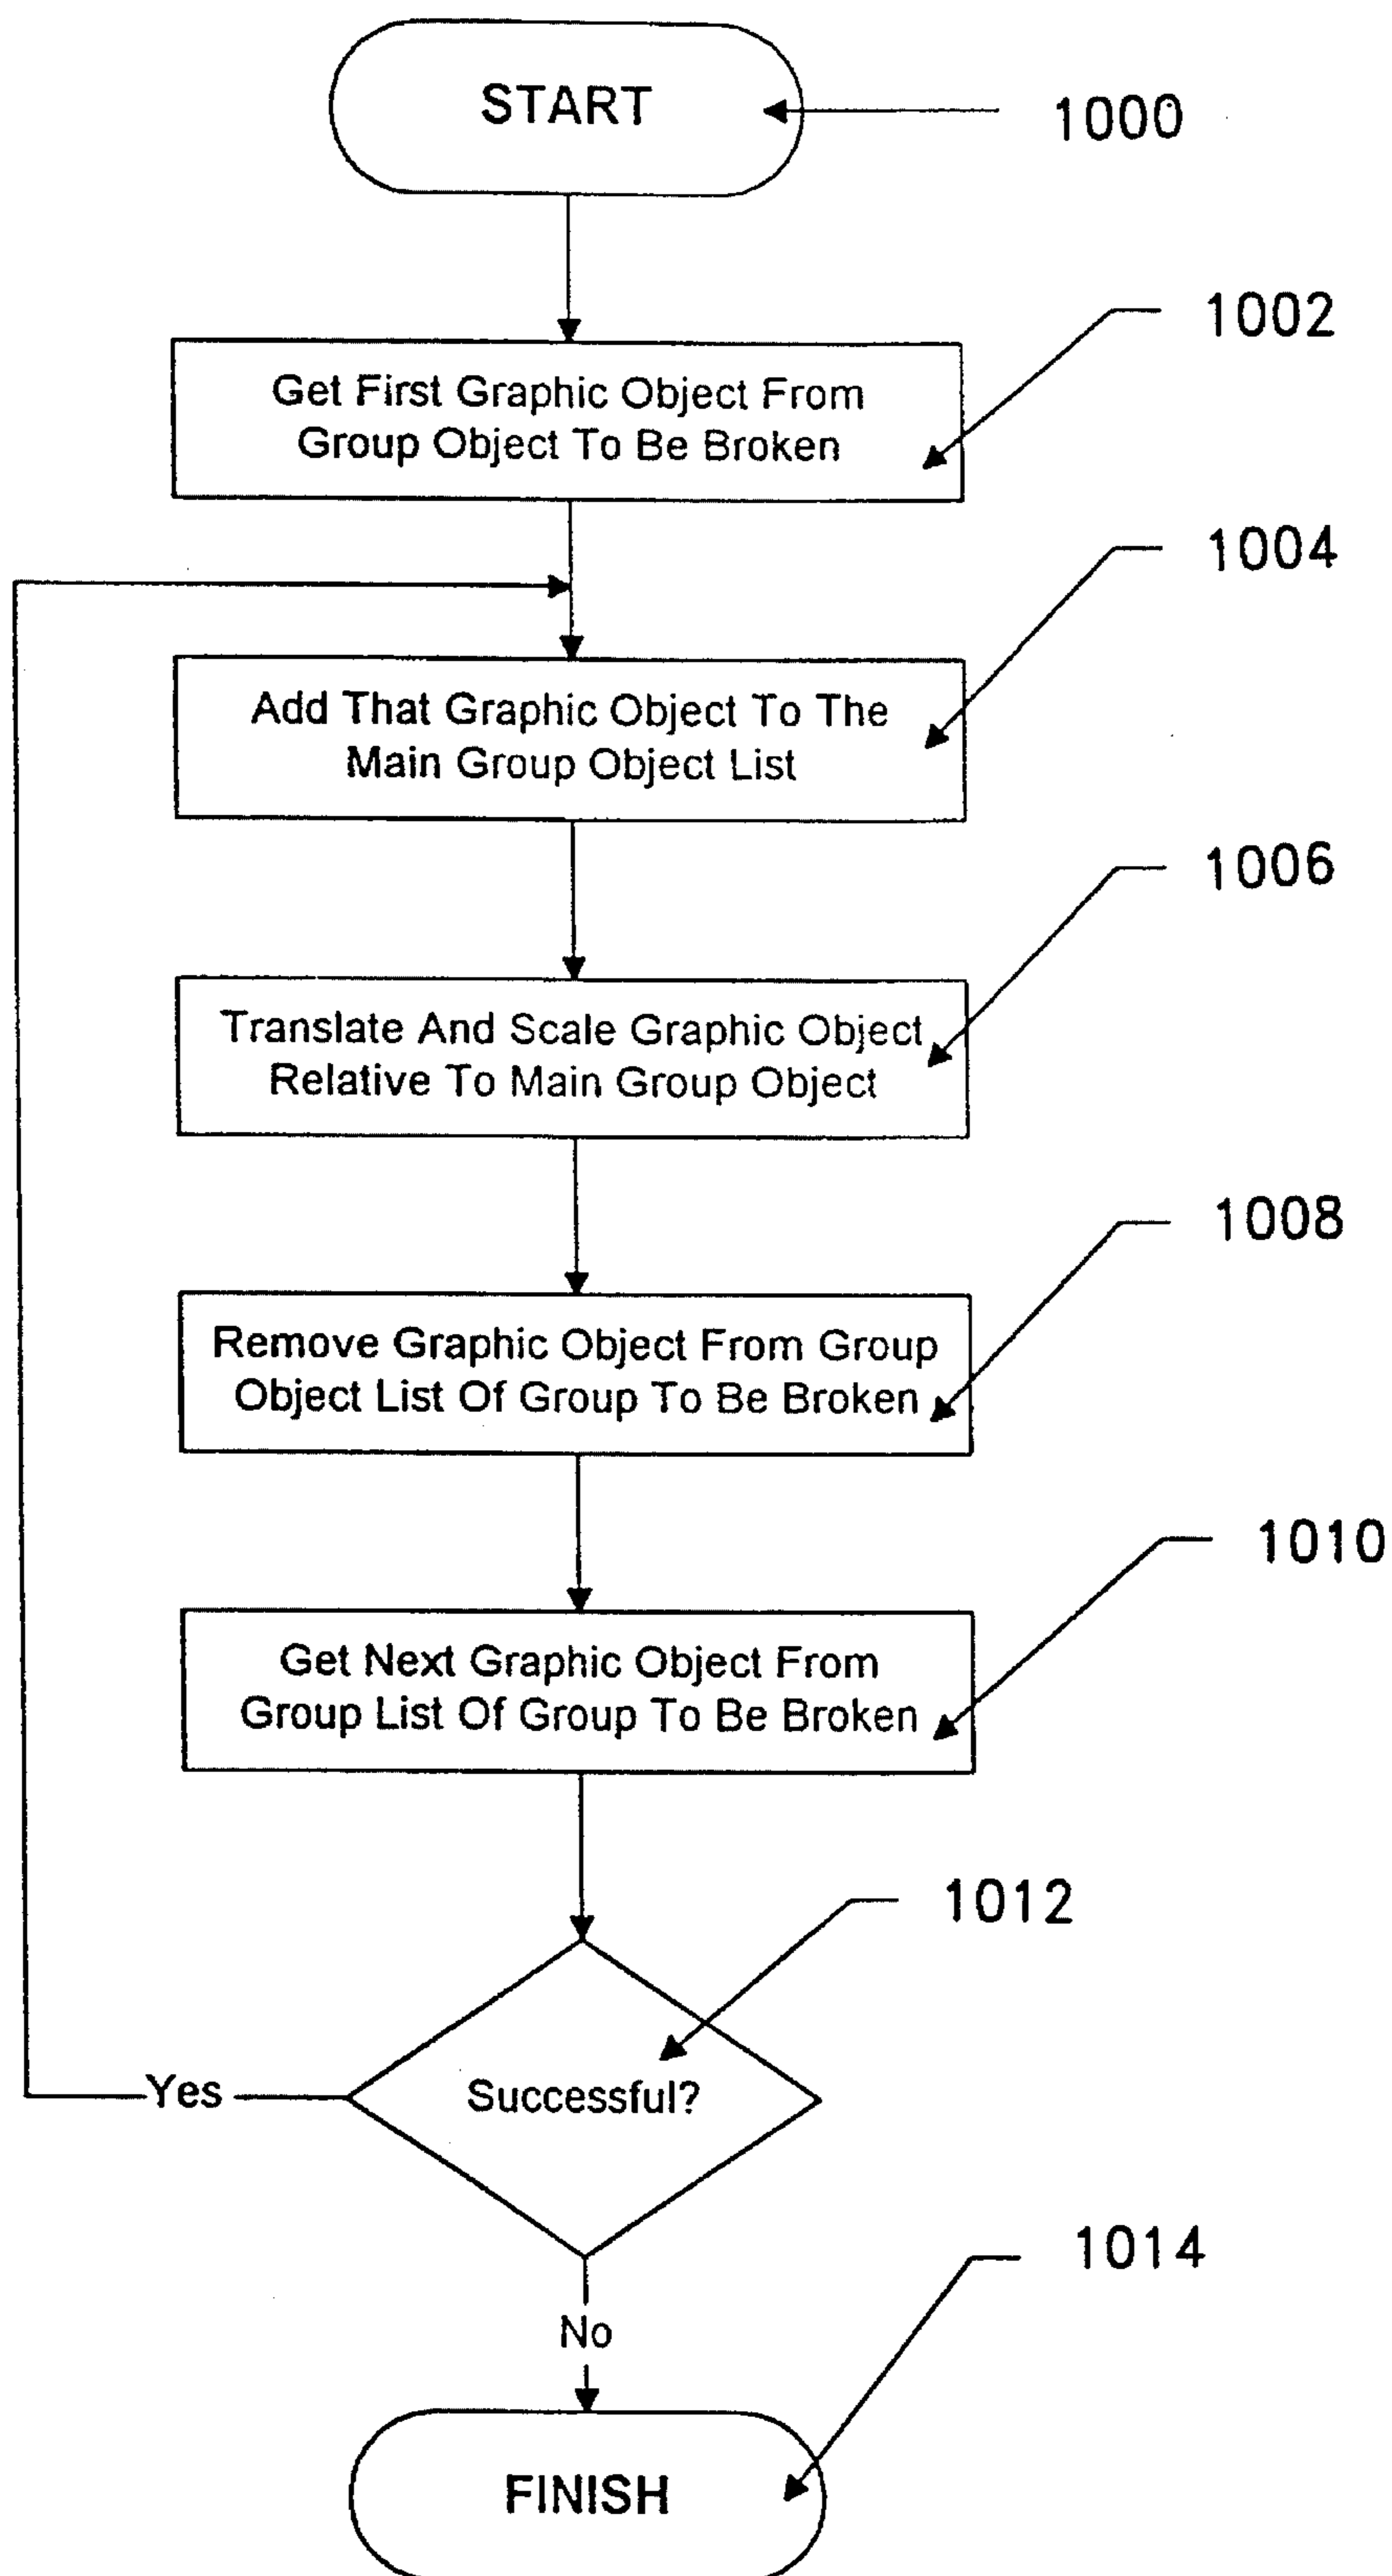 START
1000
1002
Get First Graphic Object From
Group Object To Be Broken
1004
Add That Graphic Object To The
Main Group Object List
1006
Translate And Scale Graphic Object
Relative To Main Group Object
1008
Remove Graphic Object From Group
Object List Of Group To Be Broken
1010
Get Next Graphic Object From
Group List Of Group To Be Broken
1012
Successful?
Yes
No
1014
FINISH